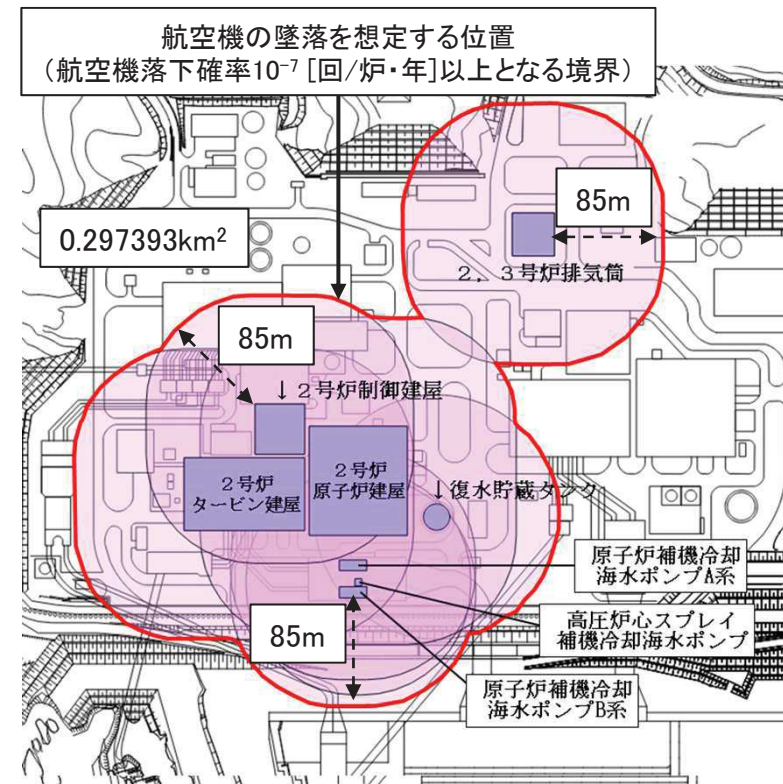 航空機の墜落を想定する位置
（航空機落下確率10⁻⁷ [回/炉・年]以上となる境界）
85m
0.297393km²
２，３号炉排気筒
85m
↓２号炉制御建屋
２号炉
タービン建屋
２号炉
原子炉建屋
↓復水貯蔵タンク
原子炉補機冷却
海水ポンプA系
高圧炉心スプレイ
補機冷却海水ポンプ
85m
原子炉補機冷却
海水ポンプB系